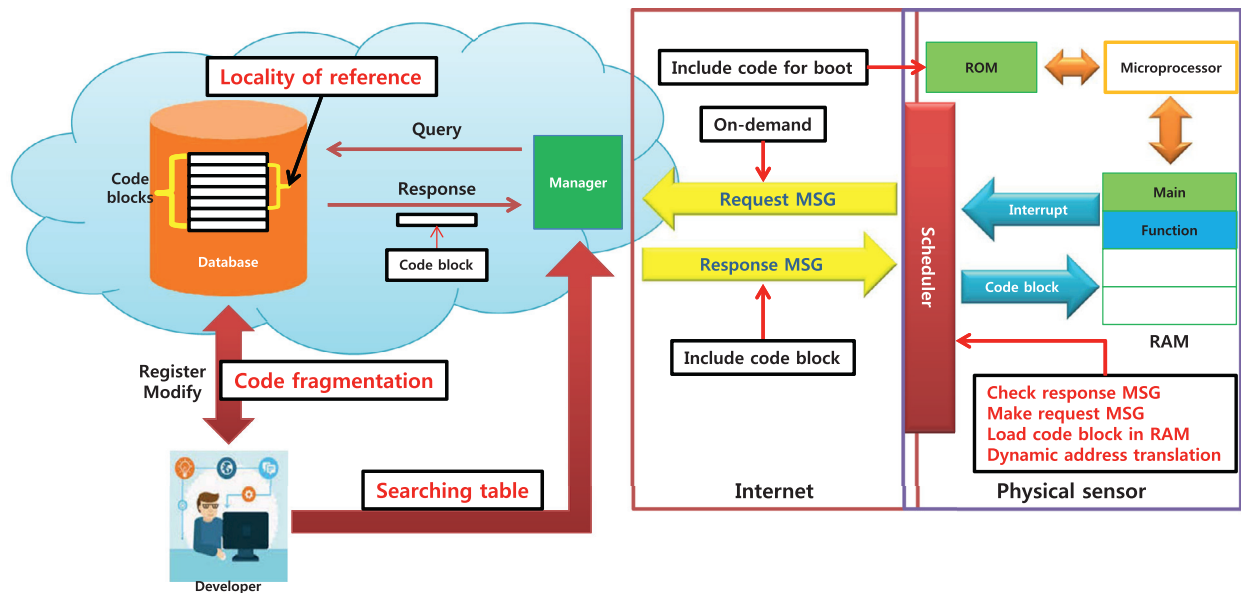 Locality of reference
Code
blocks
Database
Query
Response
Code block
Manager
Register
Modify
Code fragmentation
Searching table
Developer
Include code for boot
On-demand
Request MSG
Response MSG
Include code block
Internet
Scheduler
ROM
Microprocessor
Interrupt
Code block
Main
Function
RAM
Check response MSG
Make request MSG
Load code block in RAM
Dynamic address translation
Physical sensor